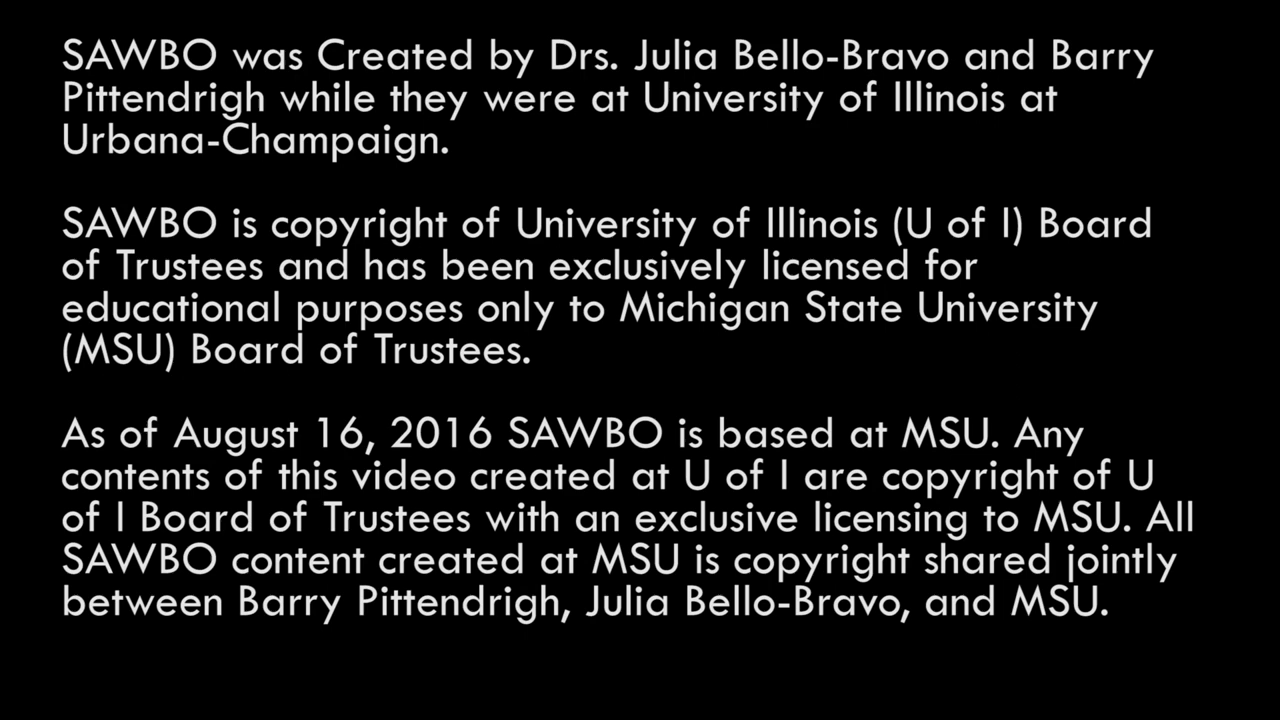 SAWBO was Created by Drs. Julia Bello-Bravo and Barry
Pittendrigh while they were at University of Illinois at
Urbana-Champaign.
SAWBO is copyright of University of Illinois (U of I) Board
of Trustees and has been exclusively licensed for
educational purposes only to Michigan State University
(MSU) Board of Trustees.
As of August 16, 2016 SAWBO is based at MSU. Any
contents of this video created at U of I are copyright of U
of I Board of Trustees with an exclusive licensing to MSU. All
SAWBO content created at MSU is copyright shared jointly
between Barry Pittendrigh, Julia Bello-Bravo, and MSU.